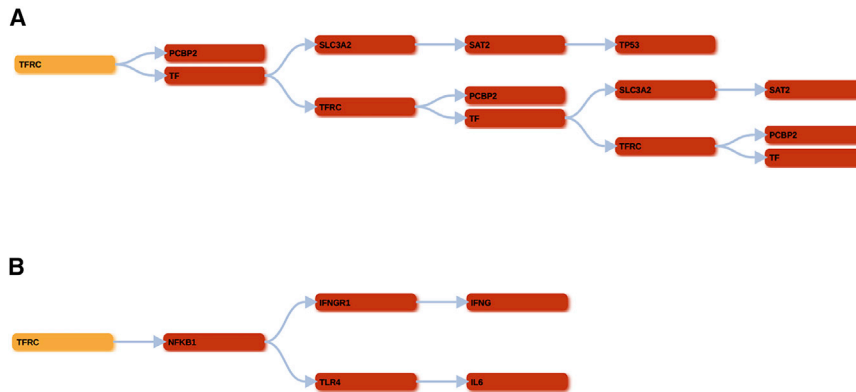 A
SLC3A2 SAT2 TP53
PCBP2
TFRC
TF
SLC3A2 SAT2
PCBP2
TFRC
TF
PCBP2
TFRC
TF
B
IFNGR1 IFNG
TFRC NFKB1
TLR4 IL6